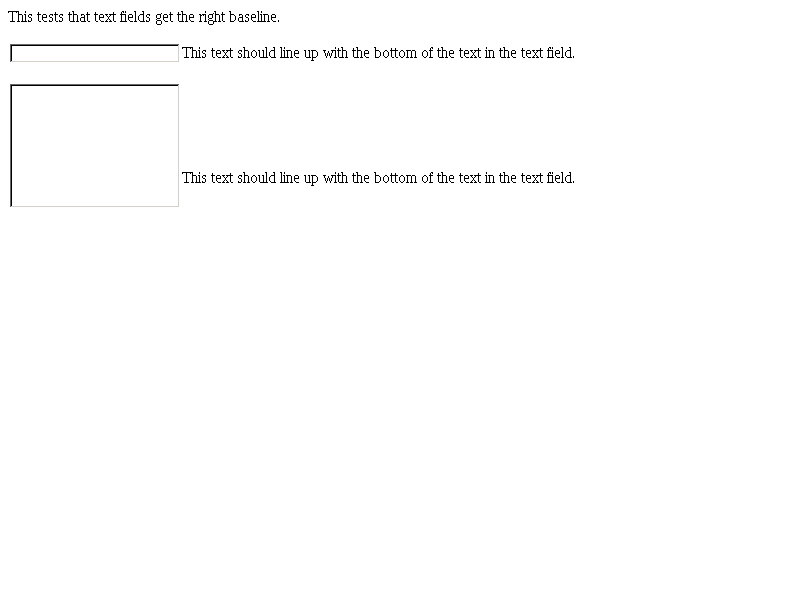 This tests that text fields get the right baseline.
This text should line up with the bottom of the text in the text field.
This text should line up with the bottom of the text in the text field.